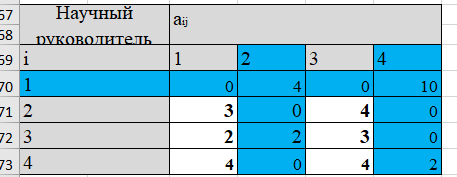 57 Научный a_ij
58 руководитель
59 i 1 2 3 4
70 1 0 4 0 10
71 2 3 0 4 0
72 3 2 2 3 0
73 4 4 0 4 2